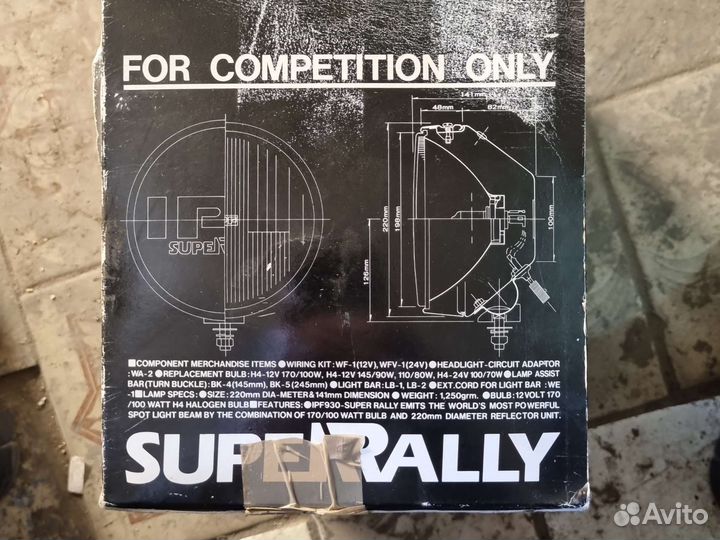 FOR COMPETITION ONLY
141mm
48mm 82mm
220mm
198mm
126mm
100mm
IP
SUPER
■COMPONENT MERCHANDISE ITEMS ●WIRING KIT: WF-1(12V), WFV-1(24V) ●HEADLIGHT-CIRCUIT ADAPTOR
:WA-2 ●REPLACEMENT BULB: H4-12V 170/100W, H4-12V 145/90W, 110/80W, H4-24V 100/70W ●LAMP ASSIST
BAR(TURN BUCKLE): BK-4(145mm), BK-5(245mm) ●LIGHT BAR: LB-1, LB-2 ●EXT.CORD FOR LIGHT BAR :WE
-1 ■LAMP SPECS: ●SIZE: 220mm DIA-METER&141mm DIMENSION ●WEIGHT: 1,250grm. ●BULB: 12VOLT 170
/100 WATT H4 HALOGEN BULB ■FEATURES: ●IPF930-SUPER RALLY EMITS THE WORLD'S MOST POWERFUL
SPOT LIGHT BEAM BY THE COMBINATION OF 170/100 WATT BULB AND 220mm DIAMETER REFLECTOR UNIT.
SUPER RALLY
Avito